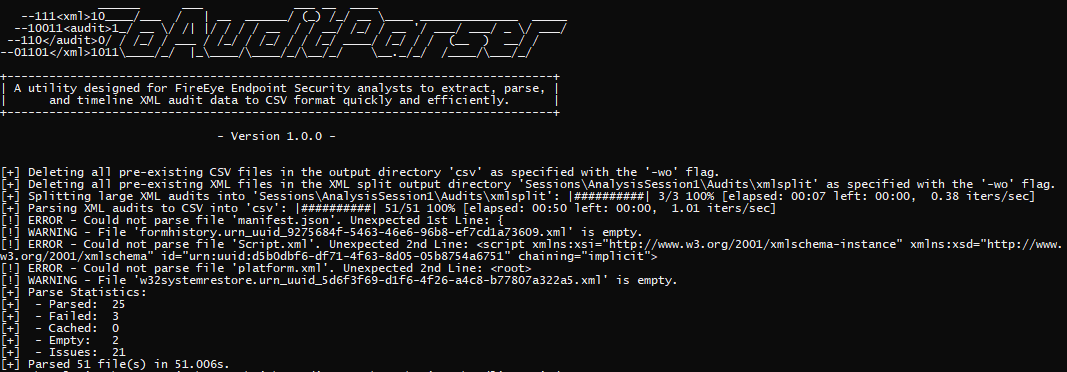 --111<xml>10
--10011<audit>1
--110</audit>0
--01101</xml>1011
GoAuditParser
A utility designed for FireEye Endpoint Security analysts to extract, parse,
and timeline XML audit data to CSV format quickly and efficiently.
- Version 1.0.0 -
[+] Deleting all pre-existing CSV files in the output directory 'csv' as specified with the '-wo' flag.
[+] Deleting all pre-existing XML files in the XML split output directory 'Sessions\AnalysisSession1\Audits\xmlsplit' as specified with the '-wo' flag.
[+] Splitting large XML audits into 'Sessions\AnalysisSession1\Audits\xmlsplit': |##########| 3/3 100% [elapsed: 00:07 left: 00:00,  0.38 iters/sec]
[+] Parsing XML audits to CSV into 'csv': |##########| 51/51 100% [elapsed: 00:50 left: 00:00,  1.01 iters/sec]
[!] ERROR - Could not parse file 'manifest.json'. Unexpected 1st Line: {
[!] WARNING - File 'formhistory.urn_uuid_9275684f-5463-46e6-96b8-ef7cd1a73609.xml' is empty.
[!] ERROR - Could not parse file 'Script.xml'. Unexpected 2nd Line: <script xmlns:xsi="http://www.w3.org/2001/xmlschema-instance" xmlns:xsd="http://www.
w3.org/2001/xmlschema" id="urn:uuid:d5b0dbf6-df71-4f63-8d05-05b8754a6751" chaining="implicit">
[!] ERROR - Could not parse file 'platform.xml'. Unexpected 2nd Line: <root>
[!] WARNING - File 'w32systemrestore.urn_uuid_5d6f3f69-d1f6-4f26-a4c8-b77807a322a5.xml' is empty.
[+] Parse Statistics:
[+]  - Parsed:  25
[+]  - Failed:  3
[+]  - Cached:  0
[+]  - Empty:   2
[+]  - Issues:  21
[+] Parsed 51 file(s) in 51.006s.